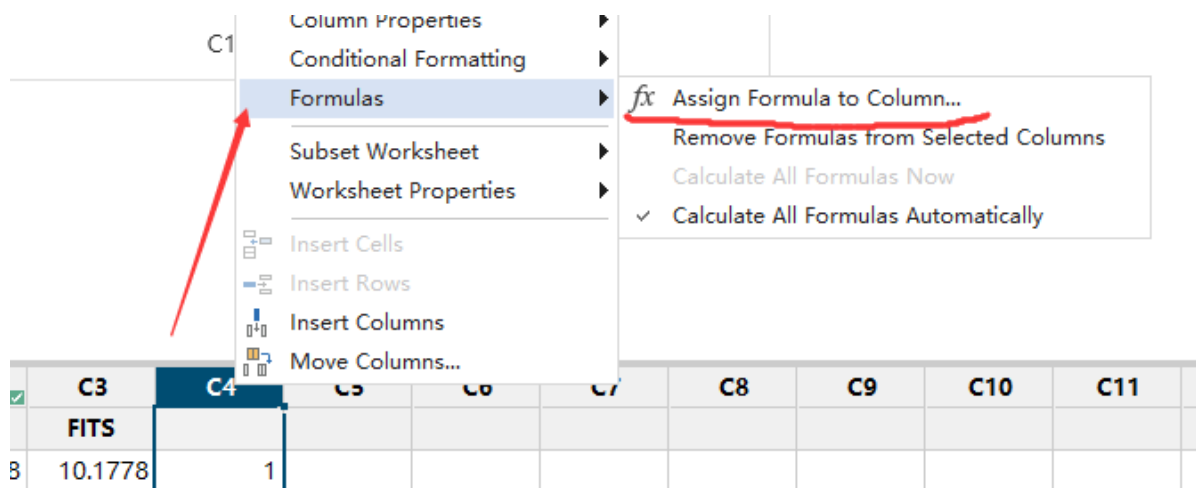 Column Properties
C1
Conditional Formatting
Formulas
fx Assign Formula to Column...
Remove Formulas from Selected Columns
Subset Worksheet
Calculate All Formulas Now
Worksheet Properties
Calculate All Formulas Automatically
Insert Cells
Insert Rows
Insert Columns
Move Columns...
C3 C4 C5 C6 C7 C8 C9 C10 C11
FITS
8 10.1778 1